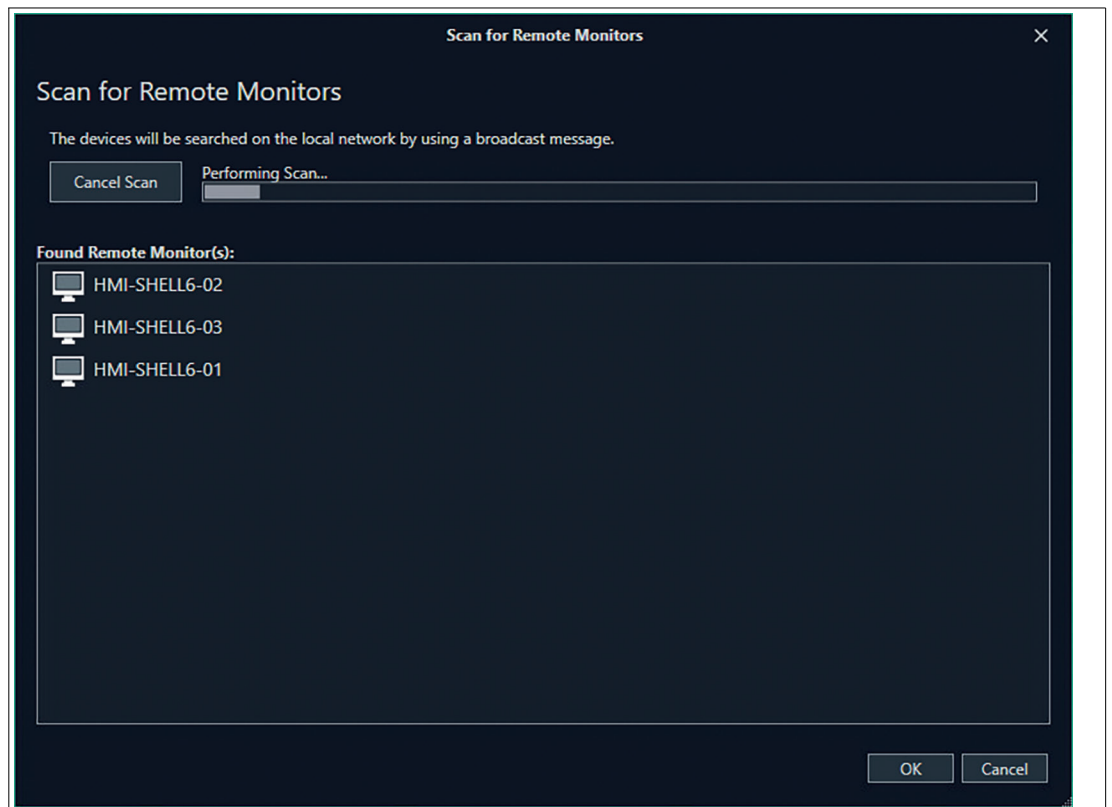 Scan for Remote Monitors
Scan for Remote Monitors
The devices will be searched on the local network by using a broadcast message.
Cancel Scan
Performing Scan...
Found Remote Monitor(s):
HMI-SHELL6-02
HMI-SHELL6-03
HMI-SHELL6-01
OK
Cancel